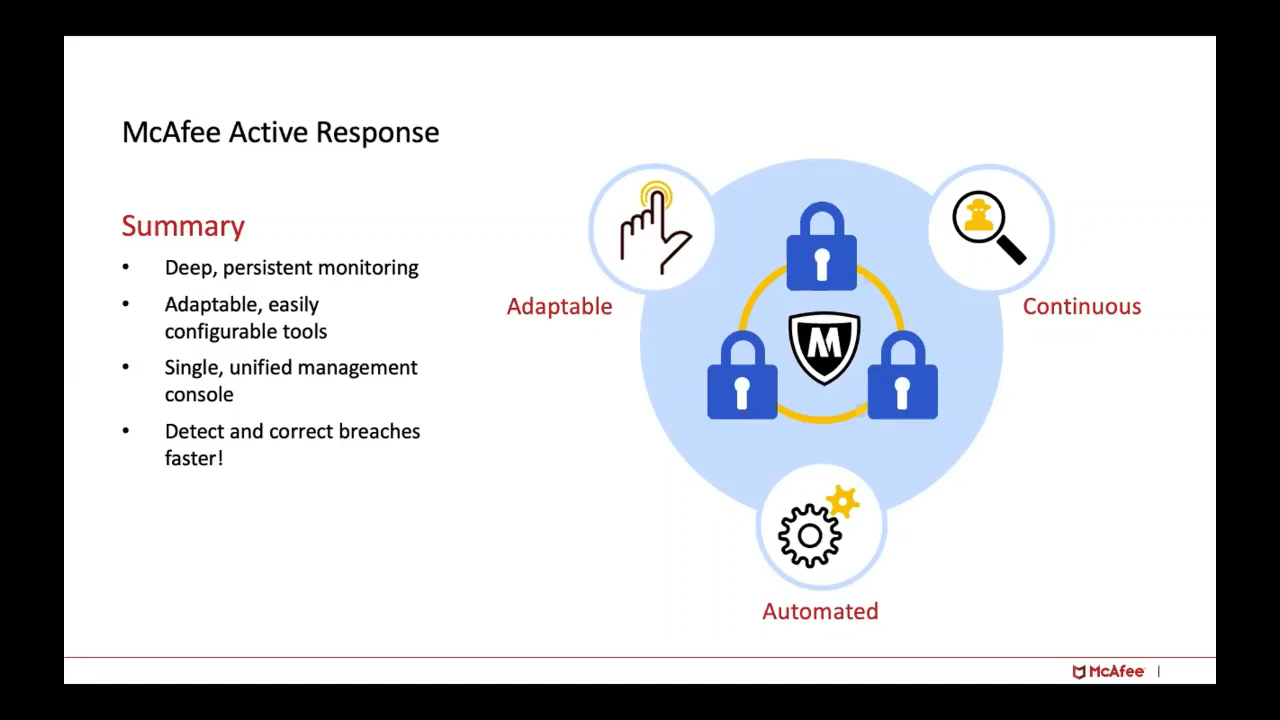 McAfee Active Response
Summary
• Deep, persistent monitoring
• Adaptable, easily
configurable tools
• Single, unified management
console
• Detect and correct breaches
faster!
Adaptable
Continuous
M
Automated
McAfee |